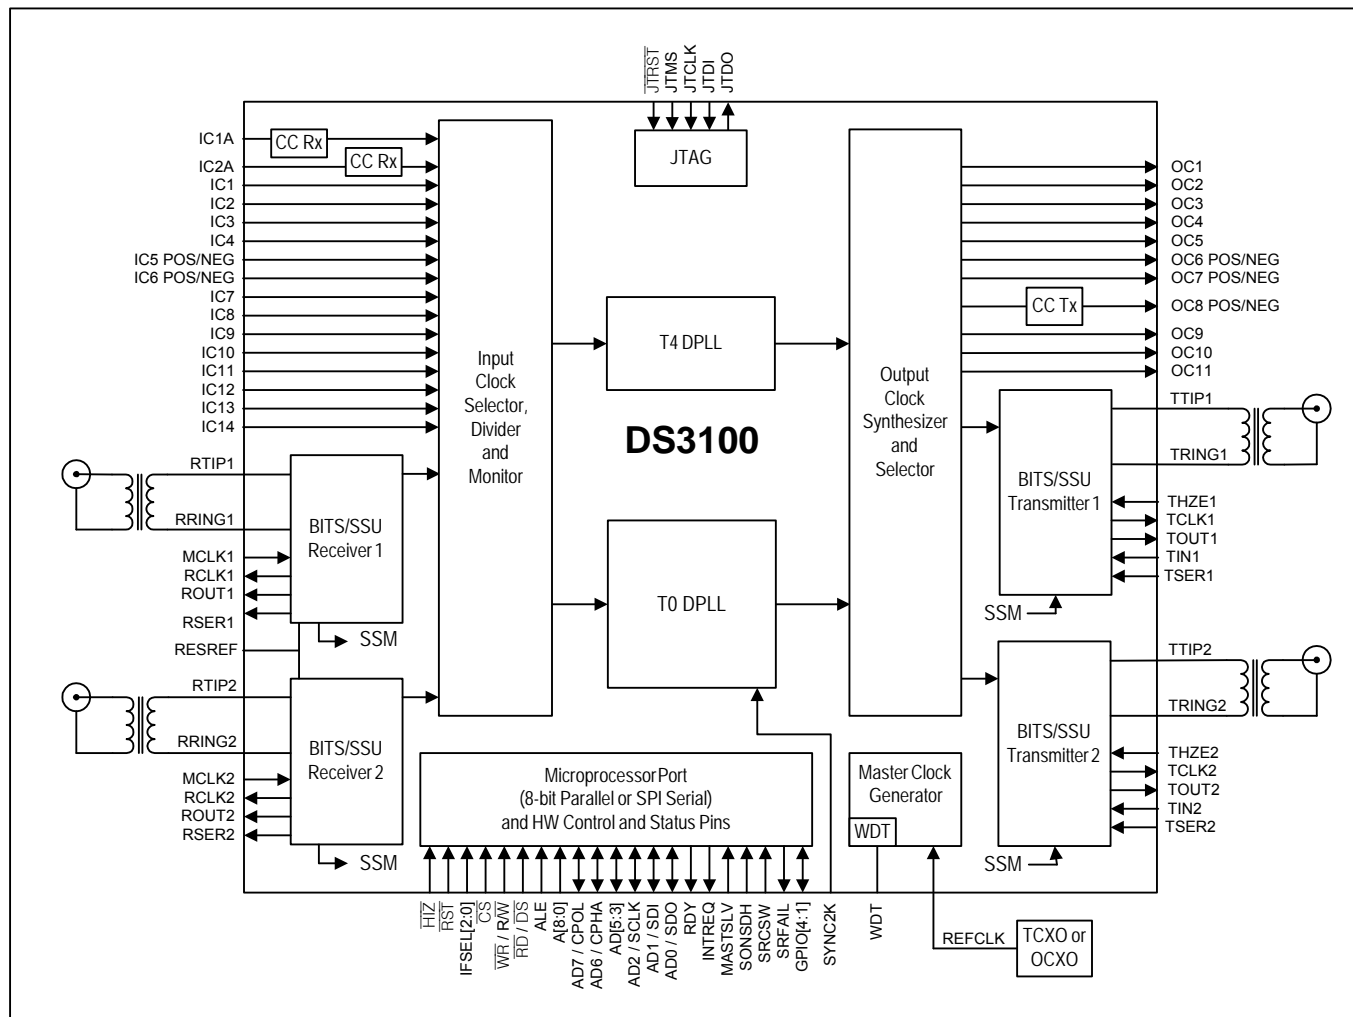 JTRST
JTMS
JTCLK
JTDI
JTDO
JTAG
IC1A
CC Rx
IC2A
CC Rx
IC1
IC2
IC3
IC4
IC5 POS/NEG
IC6 POS/NEG
IC7
IC8
IC9
IC10
IC11
IC12
IC13
IC14
Input
Clock
Selector,
Divider
and
Monitor
T4 DPLL
DS3100
T0 DPLL
Output
Clock
Synthesizer
and
Selector
OC1
OC2
OC3
OC4
OC5
OC6 POS/NEG
OC7 POS/NEG
CC Tx
OC8 POS/NEG
OC9
OC10
OC11
RTIP1
RRING1
BITS/SSU
Receiver 1
MCLK1
RCLK1
ROUT1
RSER1
SSM
RESREF
RTIP2
RRING2
BITS/SSU
Receiver 2
MCLK2
RCLK2
ROUT2
RSER2
SSM
TTIP1
TRING1
BITS/SSU
Transmitter 1
THZE1
TCLK1
TOUT1
TIN1
TSER1
SSM
TTIP2
TRING2
BITS/SSU
Transmitter 2
THZE2
TCLK2
TOUT2
TIN2
TSER2
SSM
Microprocessor Port
(8-bit Parallel or SPI Serial)
and HW Control and Status Pins
Master Clock
Generator
WDT
HIZ
RST
IFSEL[2:0]
CS
WR / R/W
RD / DS
ALE
A[8:0]
AD7 / CPOL
AD6 / CPHA
AD[5:3]
AD2 / SCLK
AD1 / SDI
AD0 / SDO
RDY
INTREQ
MASTSLV
SONSDH
SRCSW
SRFAIL
GPIO[4:1]
SYNC2K
WDT
REFCLK
TCXO or
OCXO